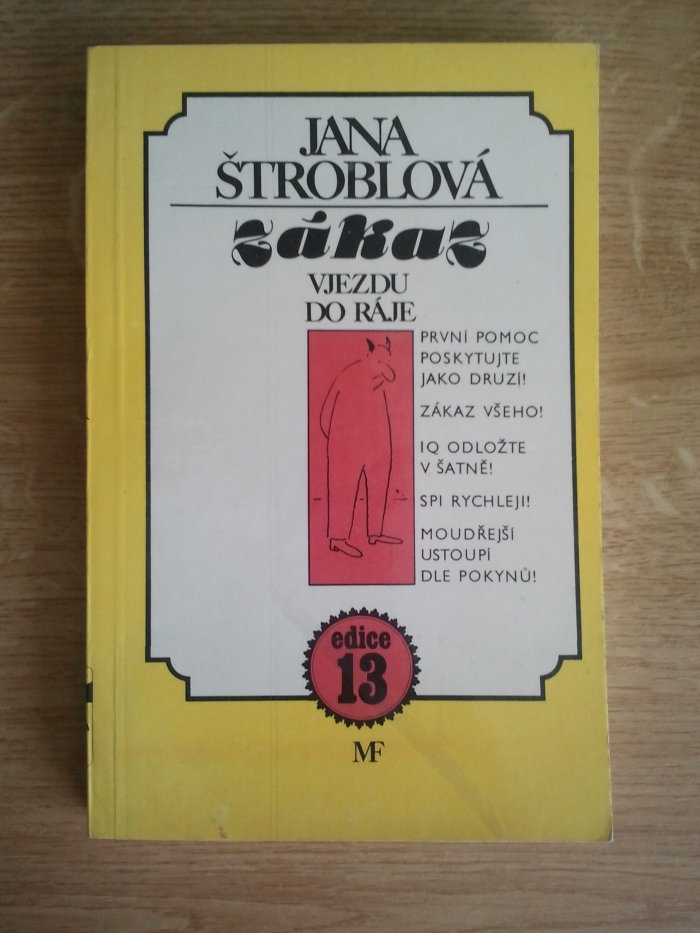 JANA
ŠTROBLOVÁ
zákaz
VJEZDU
DO RÁJE
PRVNÍ POMOC
POSKYTUJTE
JAKO DRUZÍ!
ZÁKAZ VŠEHO!
IQ ODLOŽTE
V ŠATNĚ!
SPI RYCHLEJI!
MOUDŘEJŠÍ
USTOUPÍ
DLE POKYNŮ!
edice
13
MF